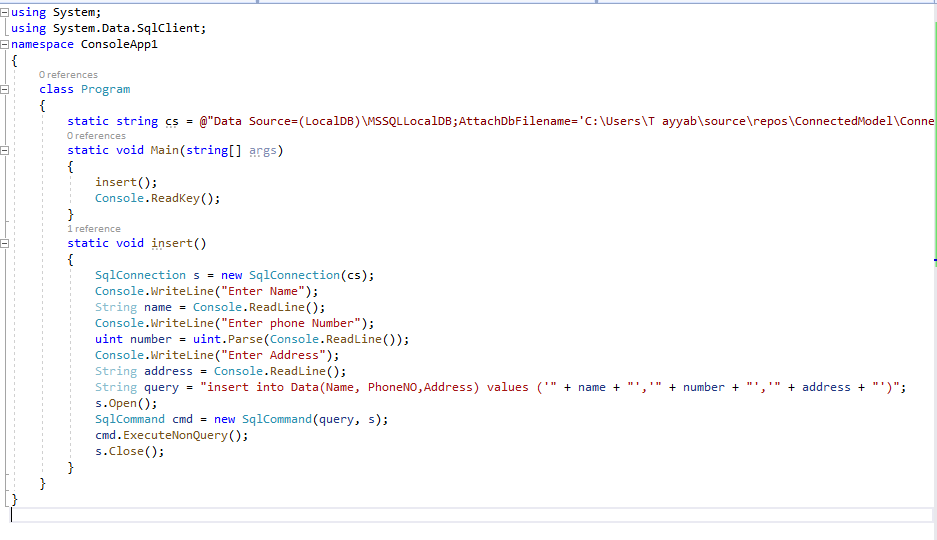 using System;
using System.Data.SqlClient;
namespace ConsoleApp1
{
0 references
class Program
{
static string cs = @"Data Source=(LocalDB)\MSSQLLocalDB;AttachDbFilename='C:\Users\T ayyab\source\repos\ConnectedModel\Conne
0 references
static void Main(string[] args)
{
insert();
Console.ReadKey();
}
1 reference
static void insert()
{
SqlConnection s = new SqlConnection(cs);
Console.WriteLine("Enter Name");
String name = Console.ReadLine();
Console.WriteLine("Enter phone Number");
uint number = uint.Parse(Console.ReadLine());
Console.WriteLine("Enter Address");
String address = Console.ReadLine();
String query = "insert into Data(Name, PhoneNO,Address) values ('" + name + "','" + number + "','" + address + "')";
s.Open();
SqlCommand cmd = new SqlCommand(query, s);
cmd.ExecuteNonQuery();
s.Close();
}
}
}